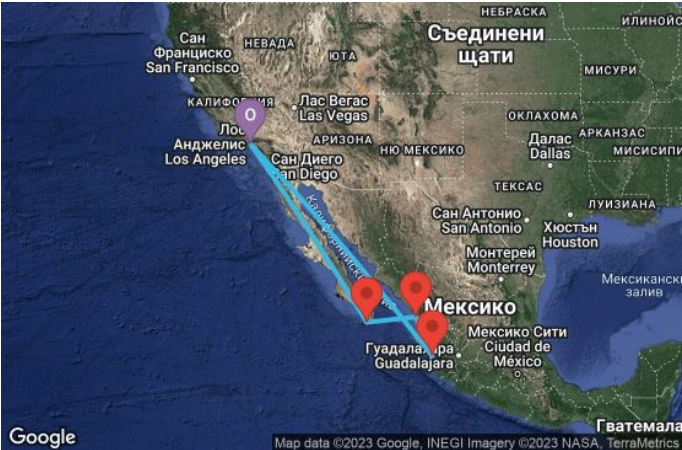 НЕБРАСКА
ИЛИНОЙС
Съединени
щати
Сан
Франциско
San Francisco
НЕВАДА
ЮТА
МИСУРИ
КАЛИФОРНИЯ
Лас Вегас
Las Vegas
O
ОКЛАХОМА
АРКАНЗАС
Лос
Анджелис
Los Angeles
АРИЗОНА
НЮ МЕКСИКО
Далас
Dallas
МИСИСИПИ
Сан Диего
San Diego
ТЕКСАС
ЛУИЗИАНА
Сан Антонио
San Antonio
Хюстън
Houston
Монтерей
Monterrey
Мексикански
залив
Мексико
Гуадалахара
Guadalajara
Мексико Сити
Ciudad de
México
Гватемала
Google
Map data ©2023 Google, INEGI Imagery ©2023 NASA, TerraMetrics